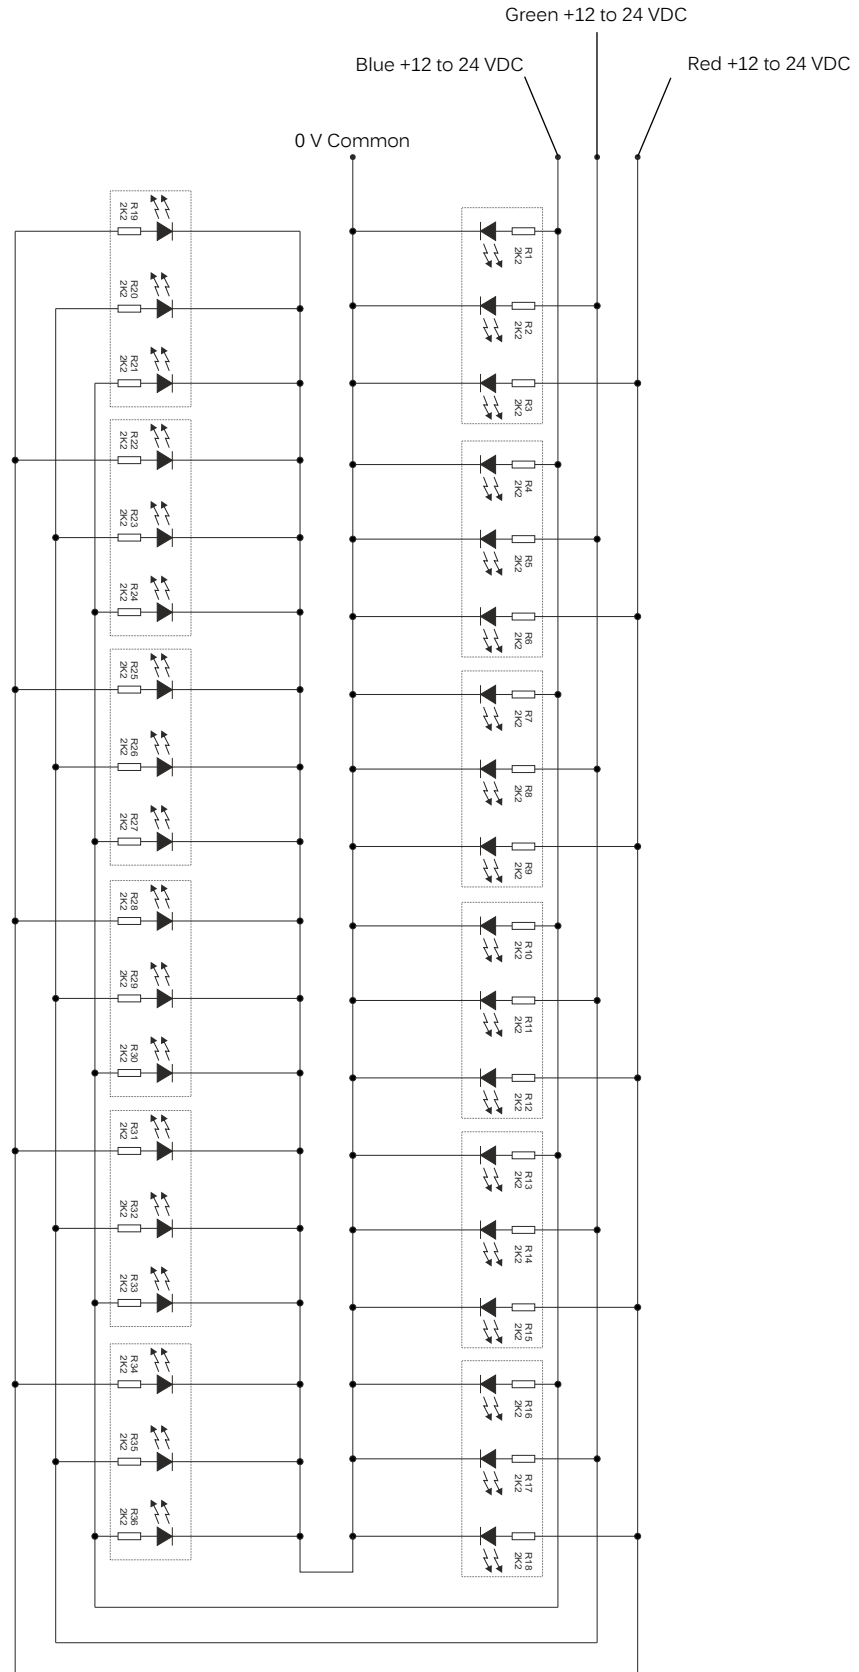 Green +12 to 24 VDC
Blue +12 to 24 VDC
Red +12 to 24 VDC
0 V Common
R19
2K2
R20
2K2
R21
2K2
R22
2K2
R23
2K2
R24
2K2
R25
2K2
R26
2K2
R27
2K2
R28
2K2
R29
2K2
R30
2K2
R31
2K2
R32
2K2
R33
2K2
R34
2K2
R35
2K2
R36
2K2
R1
2K2
R2
2K2
R3
2K2
R4
2K2
R5
2K2
R6
2K2
R7
2K2
R8
2K2
R9
2K2
R10
2K2
R11
2K2
R12
2K2
R13
2K2
R14
2K2
R15
2K2
R16
2K2
R17
2K2
R18
2K2